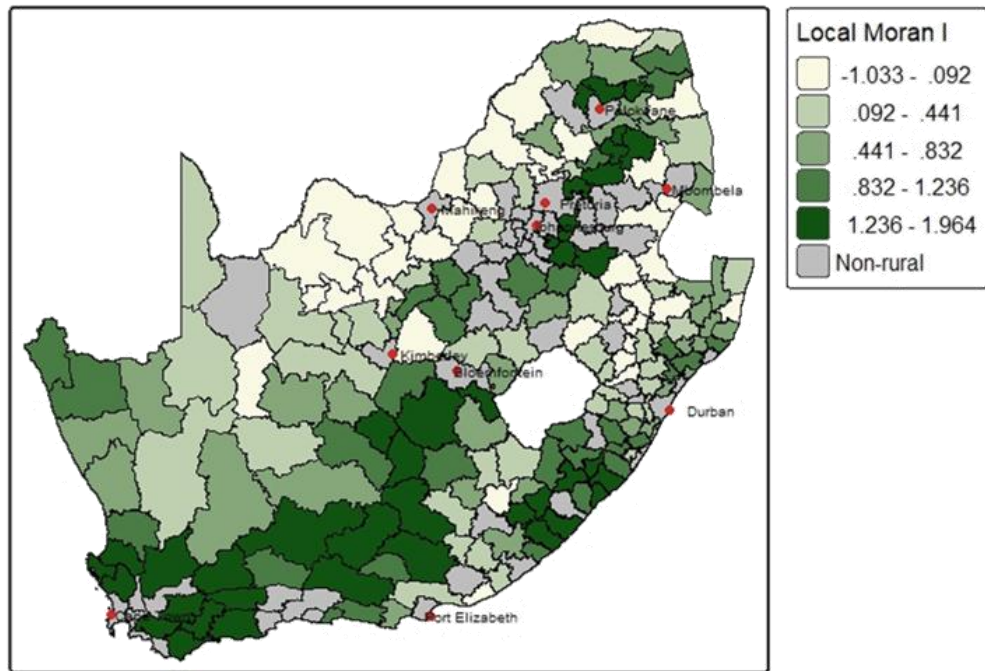 Local Moran I
-1.033 - .092
.092 - .441
.441 - .832
.832 - 1.236
1.236 - 1.964
Non-rural
Polokwane
Mbombela
Pretoria
Mahikeng
Johannesburg
Kimberley
Bloemfontein
Durban
Port Elizabeth